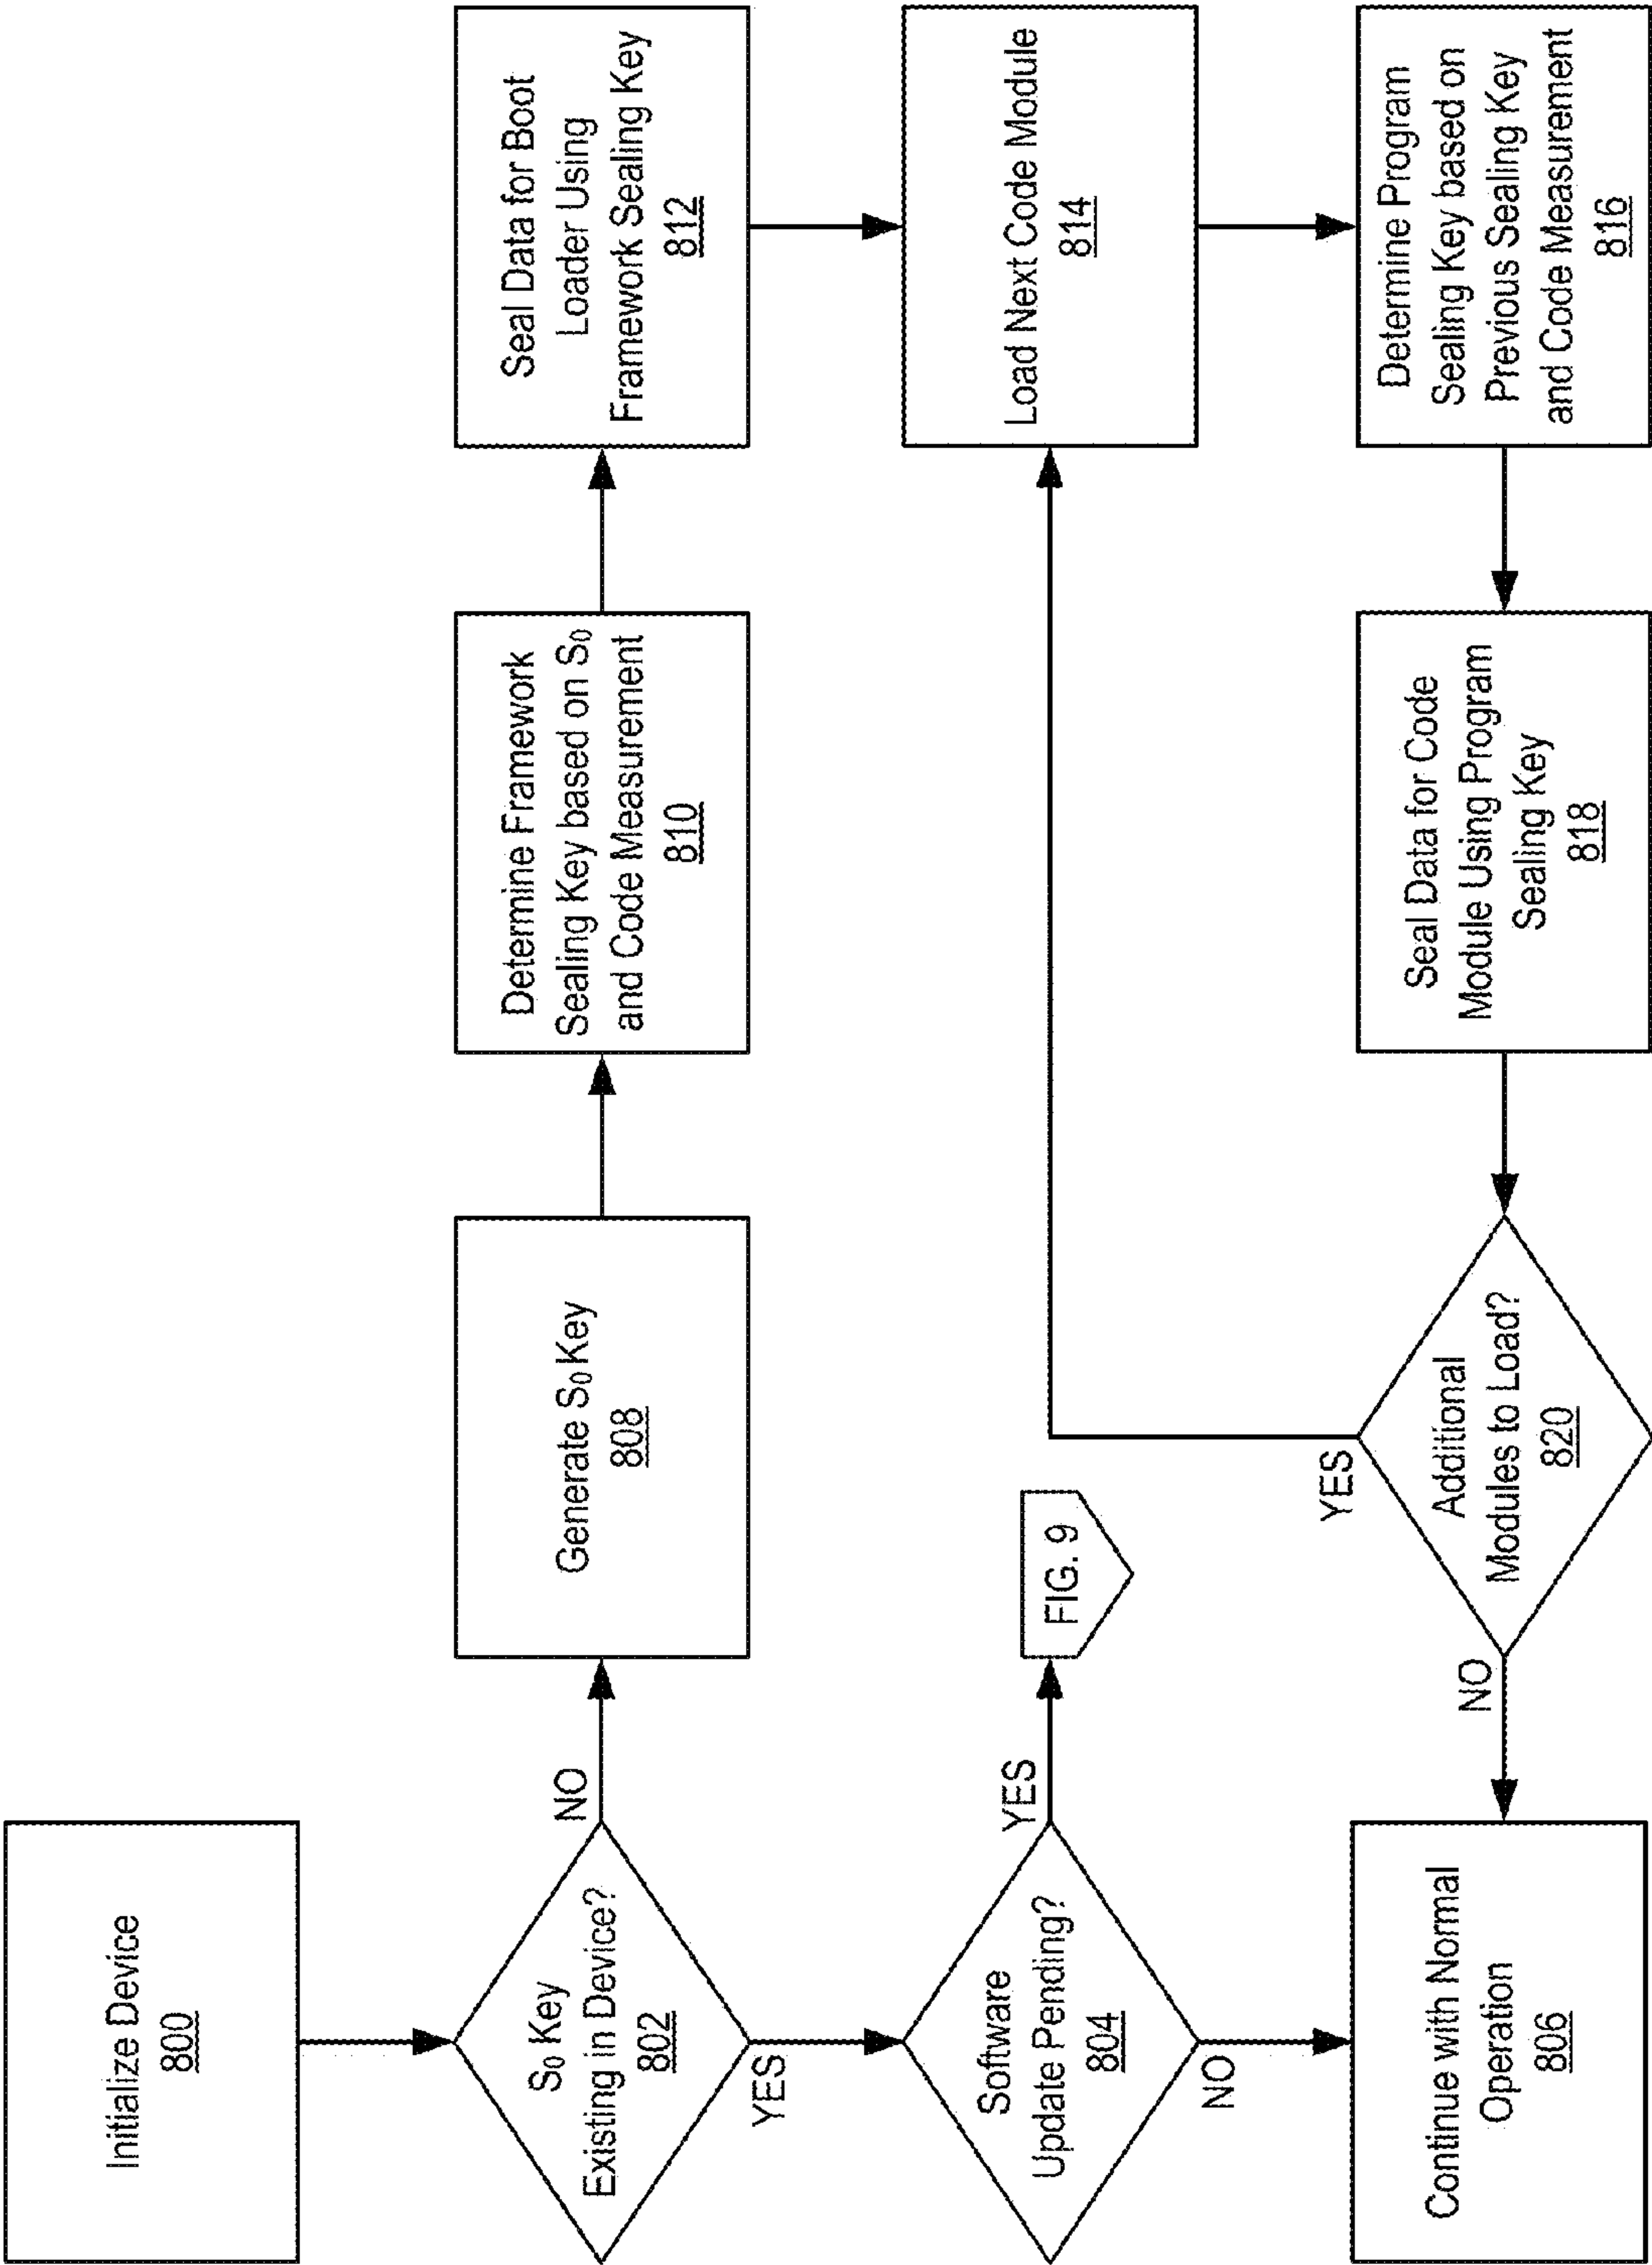 Initialize Device
800
S₀ Key
Existing in Device?
802
NO
YES
Software
Update Pending?
804
YES
NO
Continue with Normal
Operation
806
FIG. 9
Generate S₀ Key
808
Determine Framework
Sealing Key based on S₀
and Code Measurement
810
Seal Data for Boot
Loader Using
Framework Sealing Key
812
Load Next Code Module
814
Determine Program
Sealing Key based on
Previous Sealing Key
and Code Measurement
816
Seal Data for Code
Module Using Program
Sealing Key
818
Additional
Modules to Load?
820
YES
NO